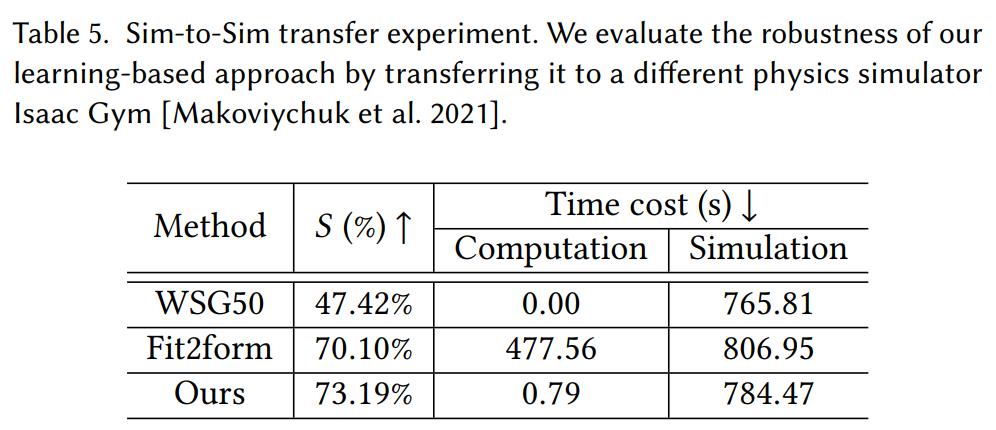 Table 5. Sim-to-Sim transfer experiment. We evaluate the robustness of our
learning-based approach by transferring it to a different physics simulator
Isaac Gym [Makoviychuk et al. 2021].
Method S (%) ↑ Time cost (s) ↓
Computation Simulation
WSG50 47.42% 0.00 765.81
Fit2form 70.10% 477.56 806.95
Ours 73.19% 0.79 784.47